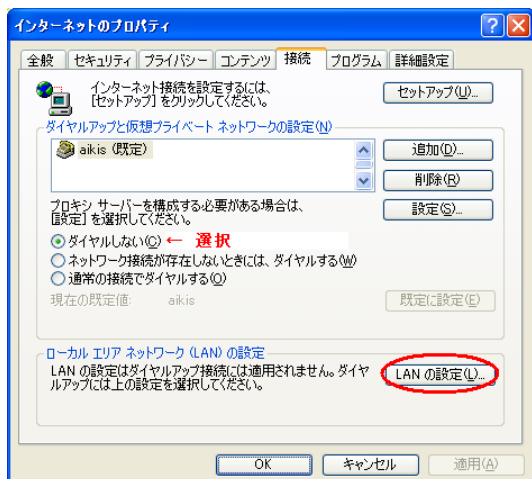 インターネットのプロパティ
全般 セキュリティ プライバシー コンテンツ 接続 プログラム 詳細設定
インターネット接続を設定するには、
[セットアップ] をクリックしてください。
セットアップ(U)...
ダイヤルアップと仮想プライベート ネットワークの設定(N)
aikis (既定)
追加(D)...
削除(R)
プロキシ サーバーを構成する必要がある場合は、
[設定] を選択してください。
設定(S)...
ダイヤルしない(C) ← 選択
ネットワーク接続が存在しないときには、ダイヤルする(W)
通常の接続でダイヤルする(O)
現在の既定値: aikis
既定に設定(E)
ローカル エリア ネットワーク (LAN) の設定
LAN の設定はダイヤルアップ接続には適用されません。ダイヤ
ルアップには上の設定を選択してください。
LAN の設定(L)...
OK キャンセル 適用(A)